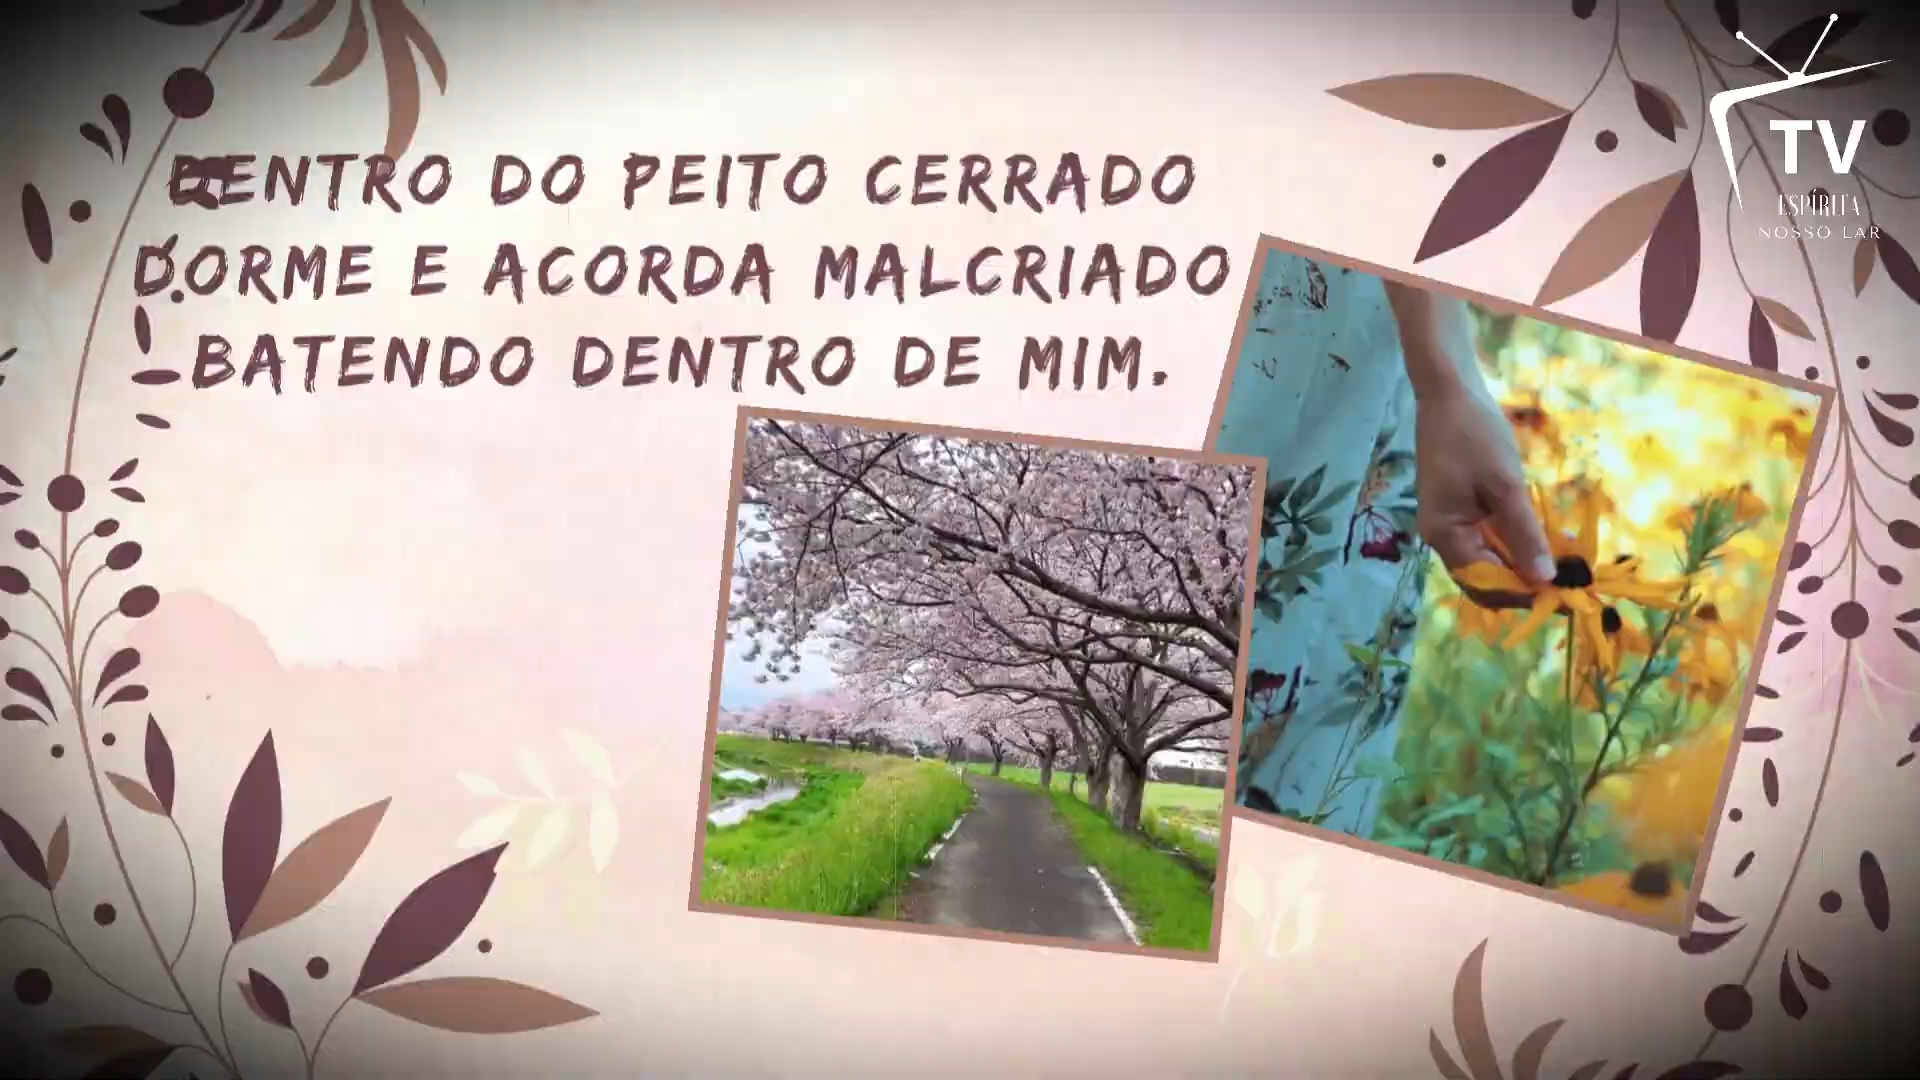 DENTRO DO PEITO CERRADO
DORME E ACORDA MALCRIADO
BATENDO DENTRO DE MIM.
TV
ESPÍRITA
NOSSO LAR